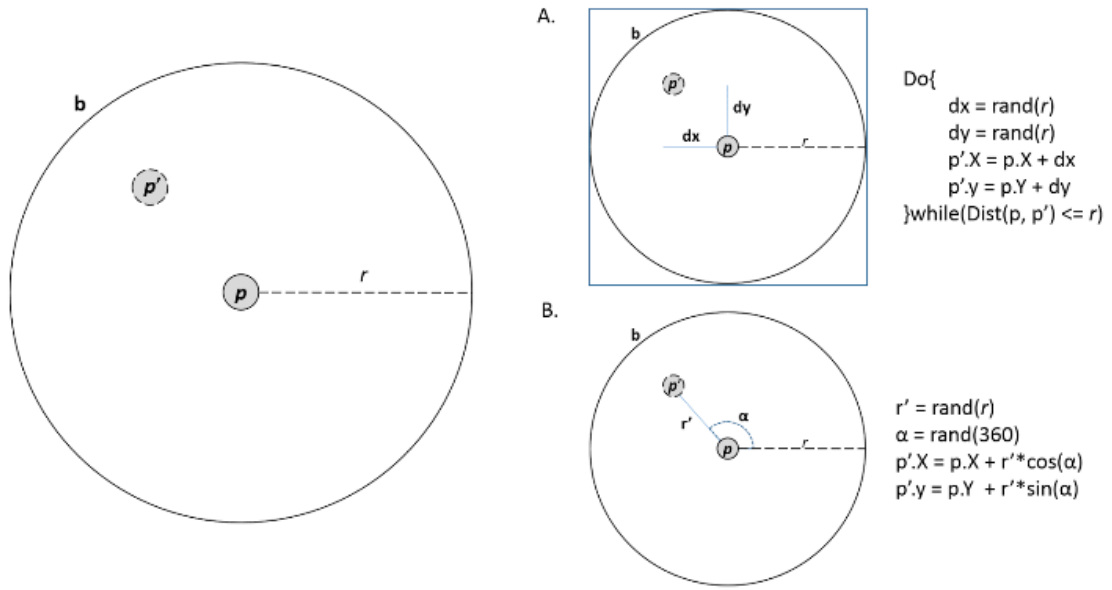 b
p'
p
r
A.
b
p'
dy
dx
p
r
Do{
dx = rand(r)
dy = rand(r)
p'.X = p.X + dx
p'.y = p.Y + dy
}while(Dist(p, p') <= r)
B.
b
p'
r'
α
p
r
r' = rand(r)
α = rand(360)
p'.X = p.X + r'*cos(α)
p'.y = p.Y + r'*sin(α)